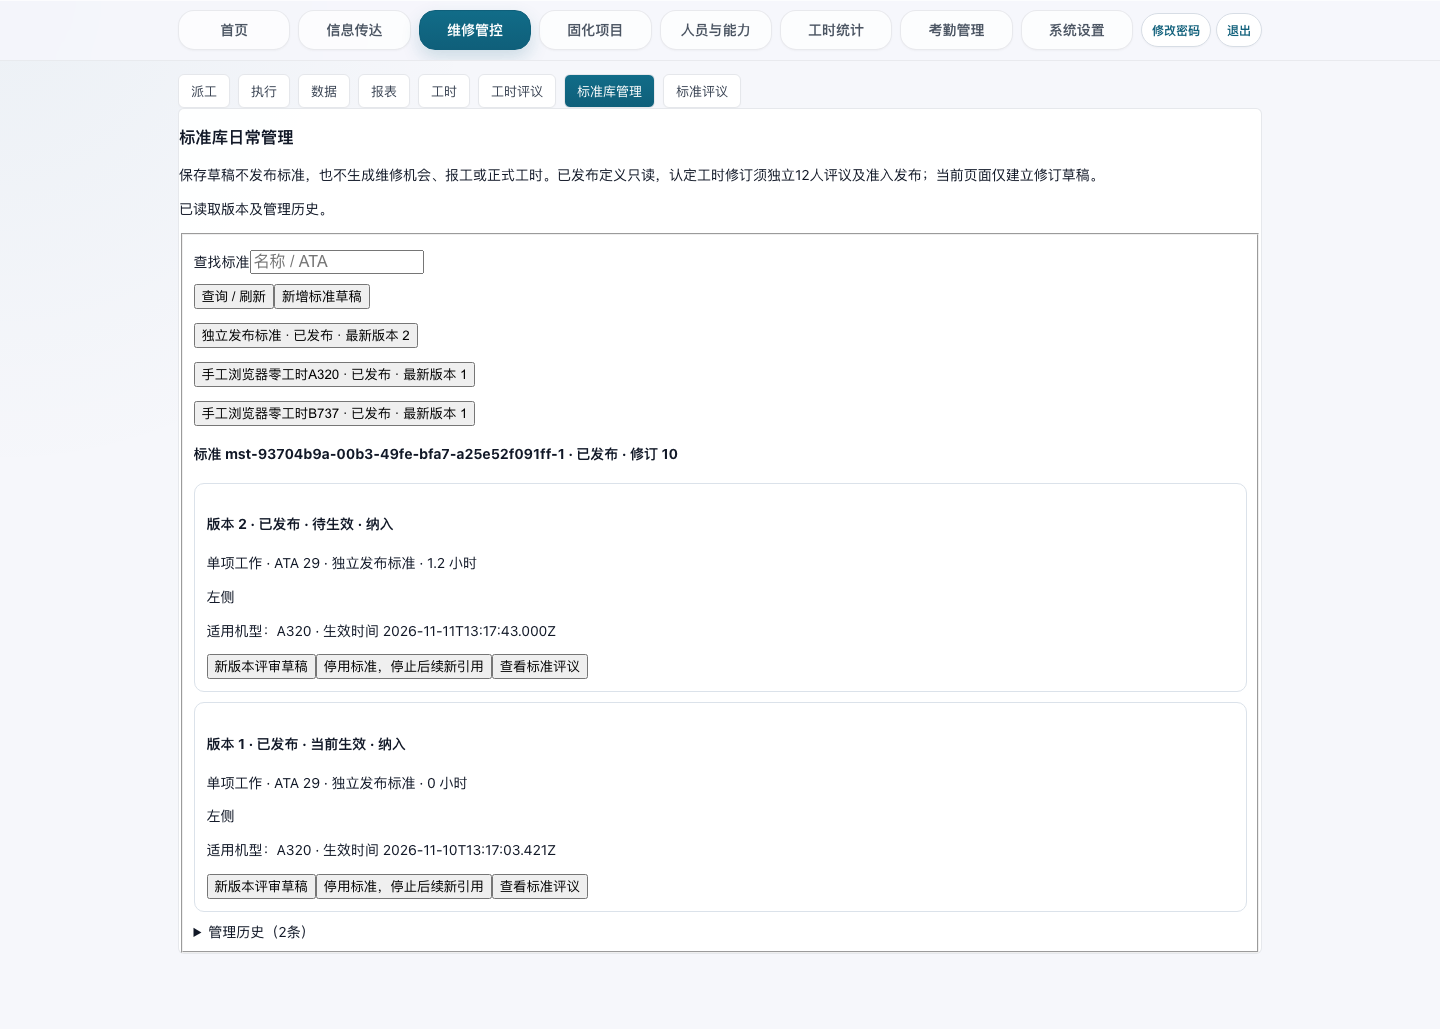 首页 信息传达 维修管控 固化项目 人员与能力 工时统计 考勤管理 系统设置 修改密码 退出
派工 执行 数据 报表 工时 工时评议 标准库管理 标准评议
标准库日常管理
保存草稿不发布标准，也不生成维修机会、报工或正式工时。已发布定义只读，认定工时修订须独立12人评议及准入发布；当前页面仅建立修订草稿。
已读取版本及管理历史。
查找标准 名称 / ATA
查询 / 刷新 新增标准草稿
独立发布标准 · 已发布 · 最新版本 2
手工浏览器零工时A320 · 已发布 · 最新版本 1
手工浏览器零工时B737 · 已发布 · 最新版本 1
标准 mst-93704b9a-00b3-49fe-bfa7-a25e52f091ff-1 · 已发布 · 修订 10
版本 2 · 已发布 · 待生效 · 纳入
单项工作 · ATA 29 · 独立发布标准 · 1.2 小时
左侧
适用机型：A320 · 生效时间 2026-11-11T13:17:43.000Z
新版本评审草稿 停用标准，停止后续新引用 查看标准评议
版本 1 · 已发布 · 当前生效 · 纳入
单项工作 · ATA 29 · 独立发布标准 · 0 小时
左侧
适用机型：A320 · 生效时间 2026-11-10T13:17:03.421Z
新版本评审草稿 停用标准，停止后续新引用 查看标准评议
▶ 管理历史（2条）